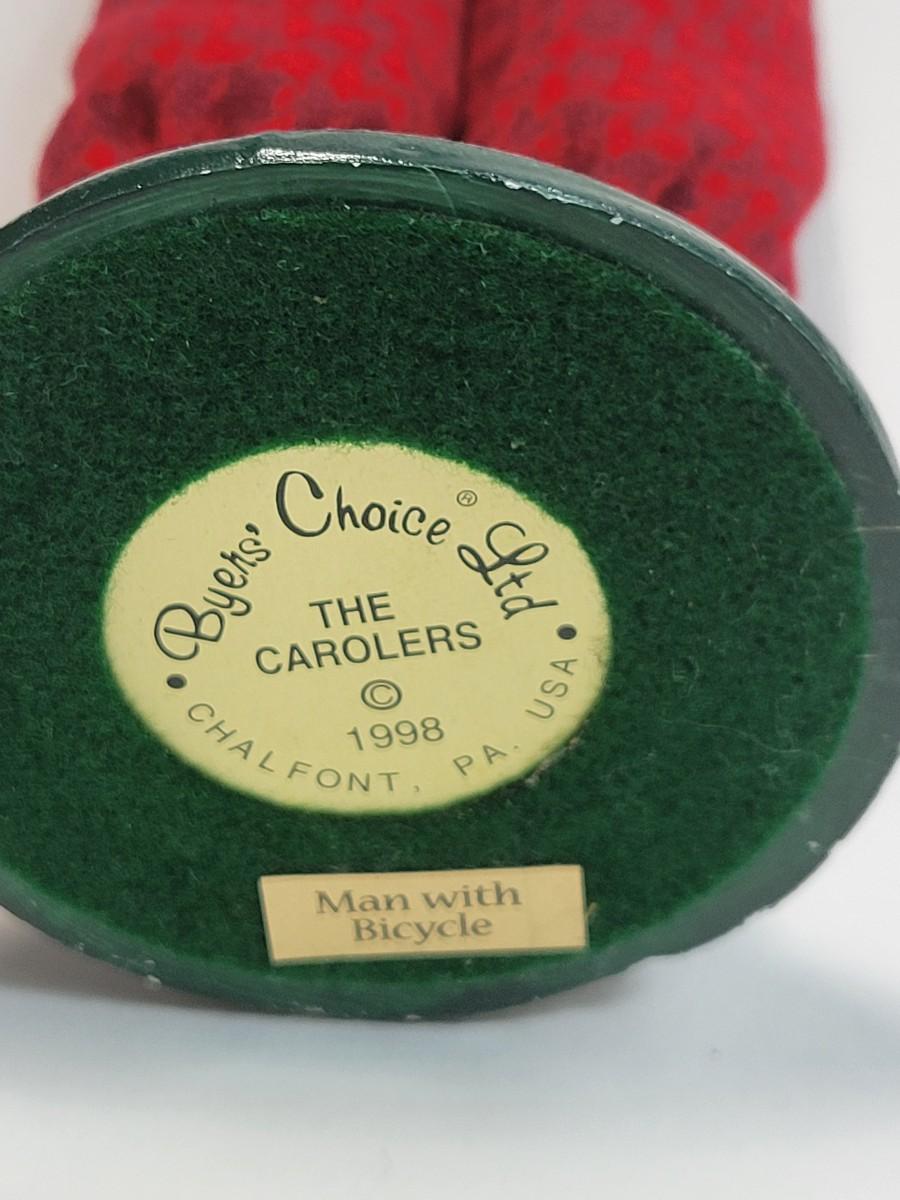 Byers' Choice® Ltd
THE
CAROLERS
©
1998
• CHALFONT, PA. USA •
Man with
Bicycle